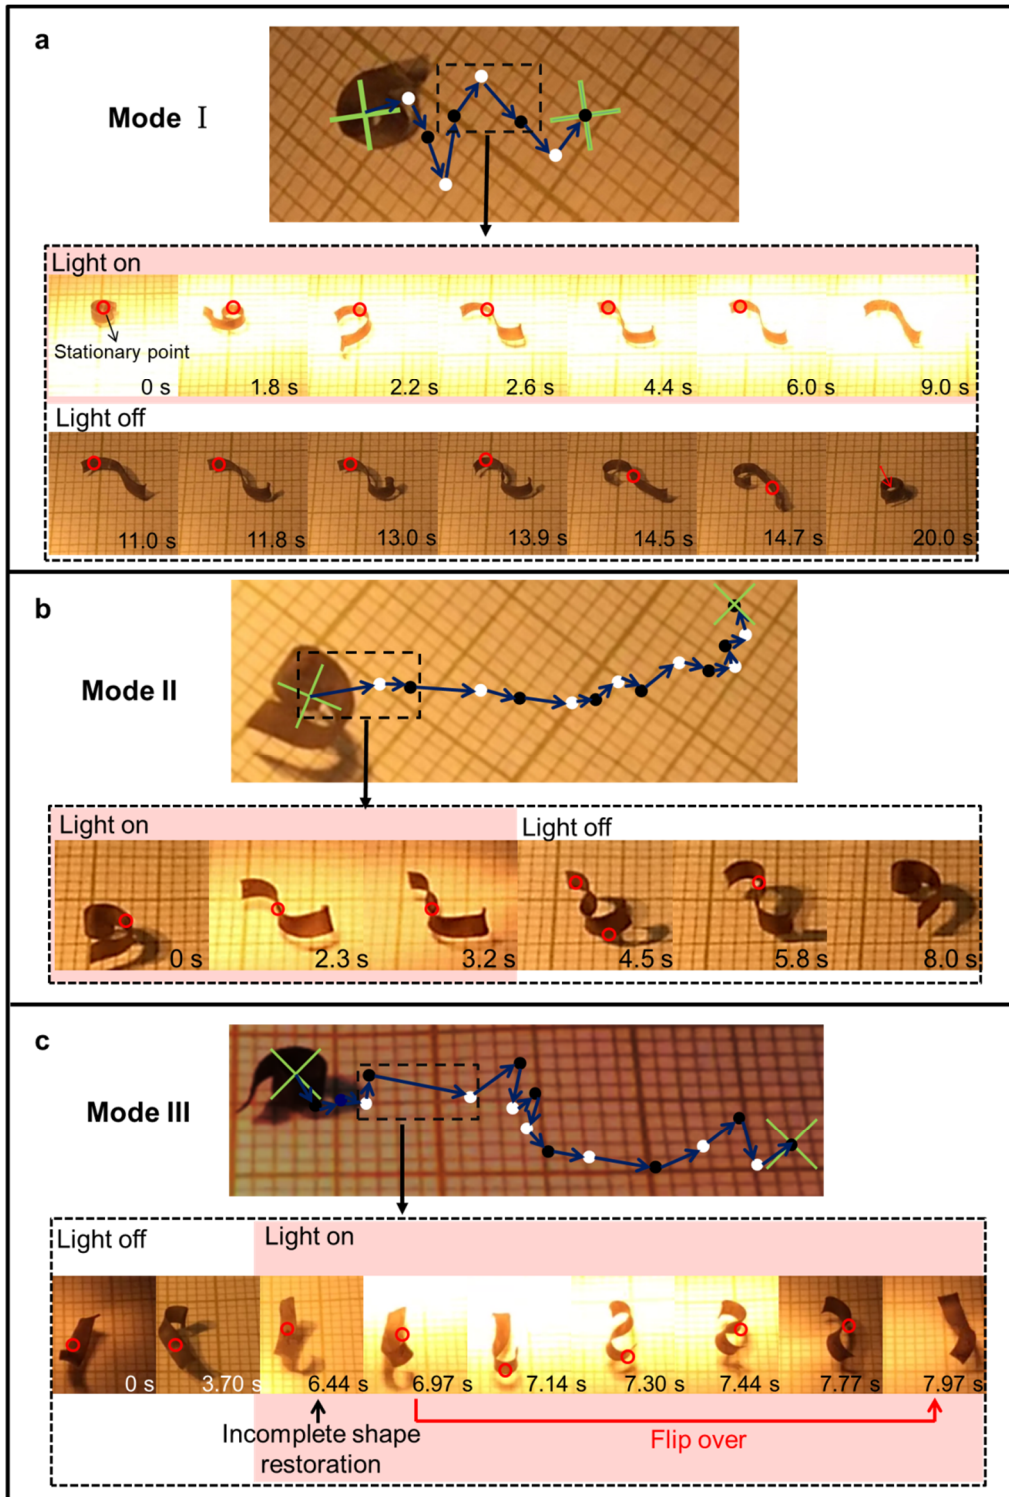 a
Mode I
Light on
Stationary point
0 s
1.8 s
2.2 s
2.6 s
4.4 s
6.0 s
9.0 s
Light off
11.0 s
11.8 s
13.0 s
13.9 s
14.5 s
14.7 s
20.0 s
b
Mode II
Light on
Light off
0 s
2.3 s
3.2 s
4.5 s
5.8 s
8.0 s
c
Mode III
Light off
Light on
0 s
3.70 s
6.44 s
6.97 s
7.14 s
7.30 s
7.44 s
7.77 s
7.97 s
Incomplete shape
restoration
Flip over